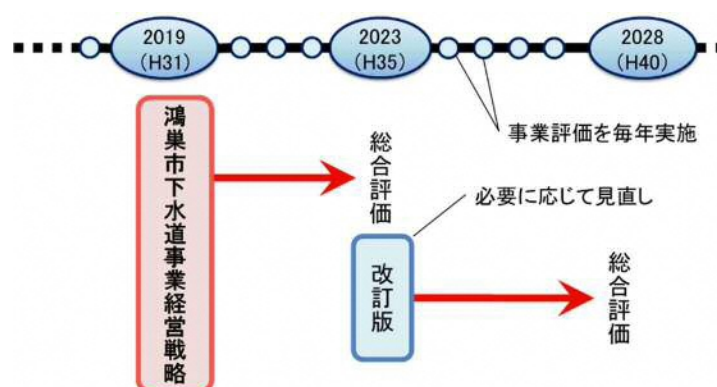 2019
(H31)
2023
(H35)
2028
(H40)
事業評価を毎年実施
鴻巣市下水道事業経営戦略
総合評価
必要に応じて見直し
改訂版
総合評価